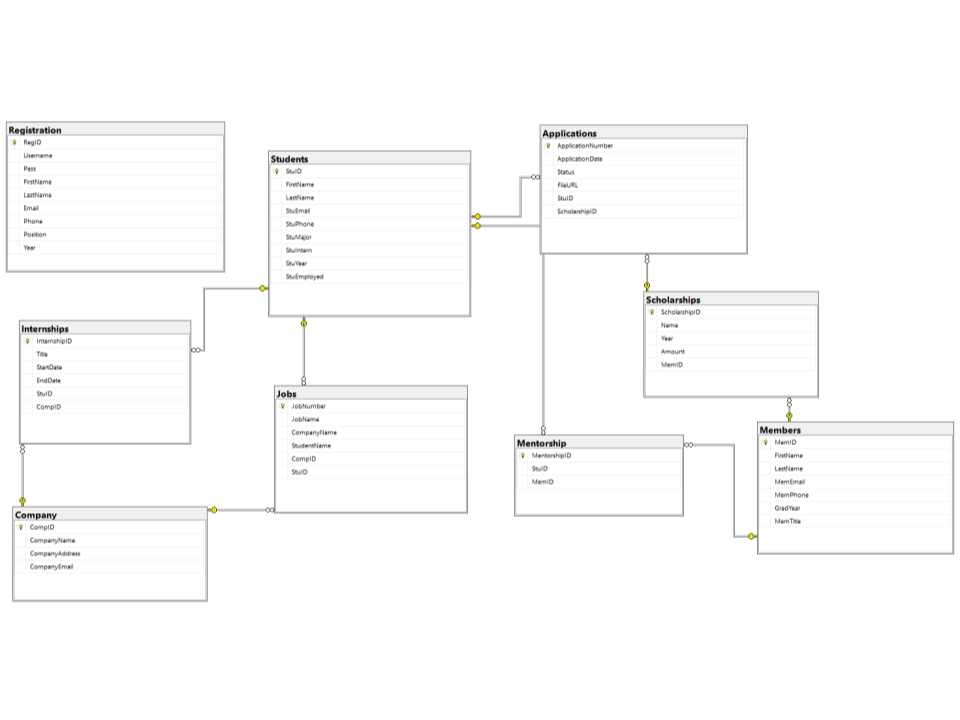 Registration
RegID
Username
Pass
FirstName
LastName
Email
Phone
Position
Year
Students
StuID
FirstName
LastName
StuEmail
StuPhone
StuMajor
StuIntern
StuYear
StuEmployed
Applications
ApplicationNumber
ApplicationDate
Status
FileURL
StuID
ScholarshipID
Scholarships
ScholarshipID
Name
Year
Amount
MemID
Internships
InternshipID
Title
StartDate
EndDate
StuID
CompID
Jobs
JobNumber
JobName
CompanyName
StudentName
CompID
StuID
Mentorship
MentorshipID
StuID
MemID
Members
MemID
FirstName
LastName
MemEmail
MemPhone
GradYear
MemTitle
Company
CompID
CompanyName
CompanyAddress
CompanyEmail